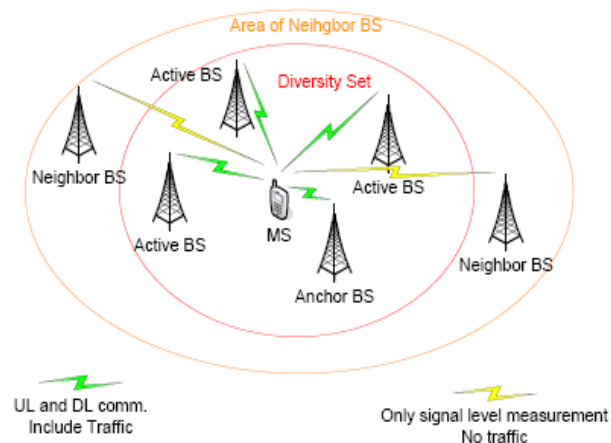 Area of Neihgbor BS
Active BS
Diversity Set
Neighbor BS
Active BS
Active BS
MS
Neighbor BS
Anchor BS
UL and DL comm.
Include Traffic
Only signal level measurement
No traffic